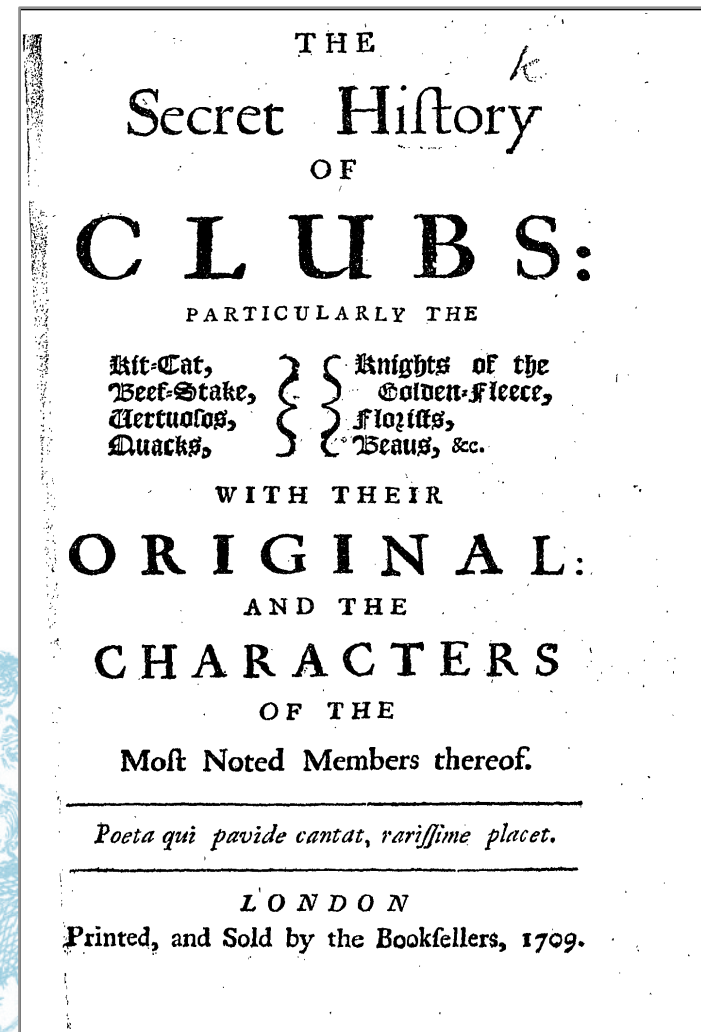 THE
Secret Hiſtory
OF
CLUBS:
PARTICULARLY THE
Kit-Cat, Knights of the
Beef-Stake, Golden-Fleece,
Vertuoſos, Floriſts,
Quacks, Beaus, &c.
WITH THEIR
ORIGINAL:
AND THE
CHARACTERS
OF THE
Moſt Noted Members thereof.
Poeta qui pavide cantat, rariſſime placet.
LONDON
Printed, and Sold by the Bookſellers, 1709.